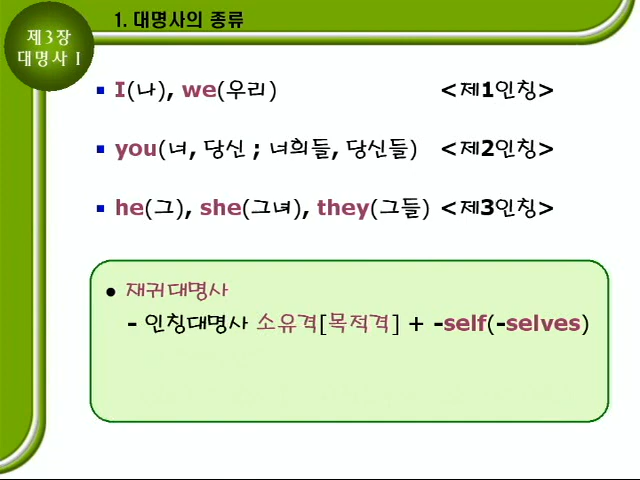 1. 대명사의 종류
제3장
대명사 I
I(나), we(우리) <제1인칭>
you(너, 당신 ; 너희들, 당신들) <제2인칭>
he(그), she(그녀), they(그들) <제3인칭>
재귀대명사
- 인칭대명사 소유격[목적격] + -self(-selves)